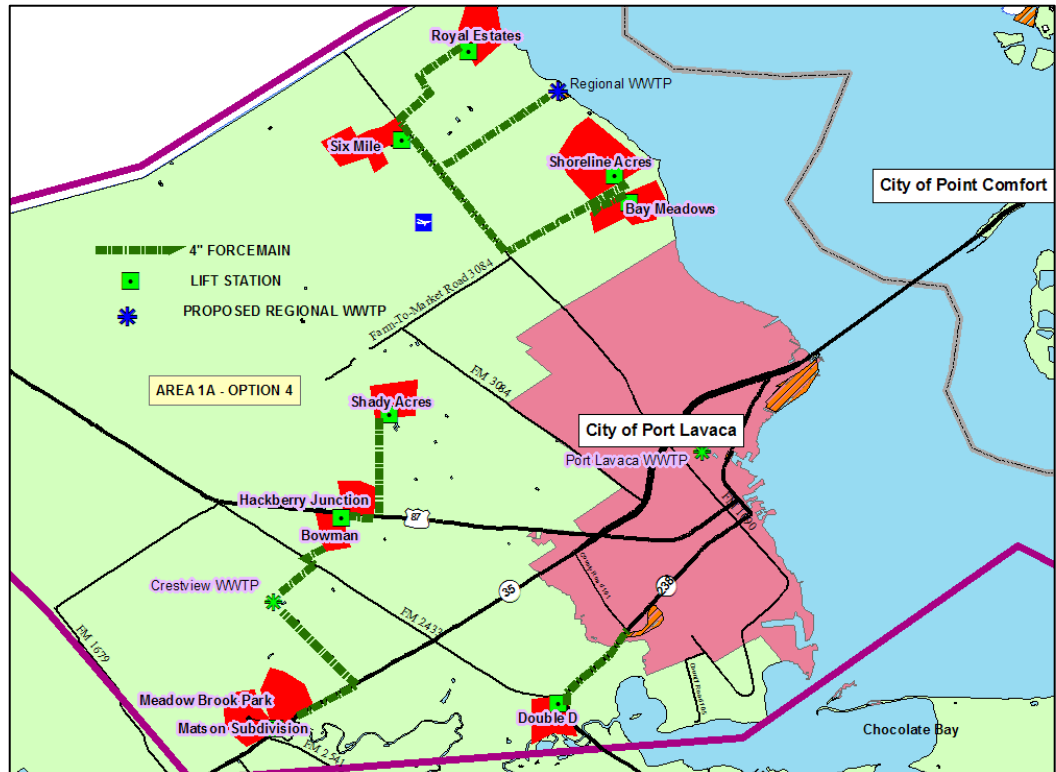 Royal Estates
Regional WWTP
Six Mile
Shoreline Acres
City of Point Comfort
Bay Meadows
4" FORCEMAIN
LIFT STATION
PROPOSED REGIONAL WWTP
Farm-To-Market Road 3084
AREA 1A - OPTION 4
FM 3084
Shady Acres
City of Port Lavaca
Port Lavaca WWTP
Hackberry Junction
87
Bowman
Crestview WWTP
35
238
FM 2433
FM 1679
Meadow Brook Park
Matson Subdivision
Double D
Chocolate Bay
FM 2541